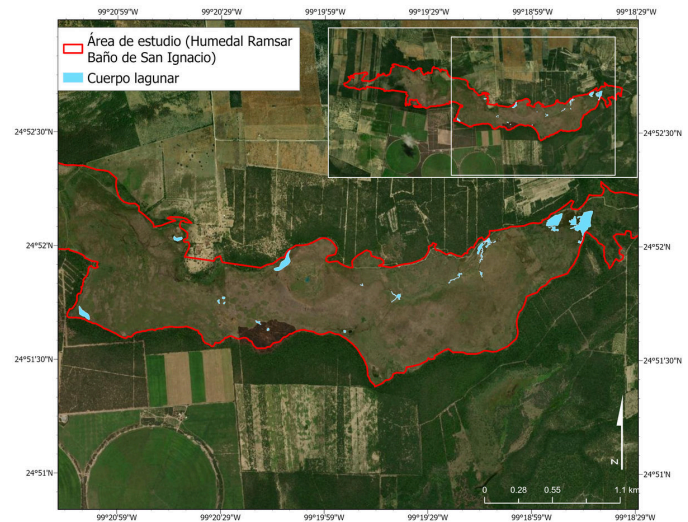 99°20'59"W 99°20'29"W 99°19'59"W 99°19'29"W 99°18'59"W 99°18'29"W
Área de estudio (Humedal Ramsar
Baño de San Ignacio)
Cuerpo lagunar
24°52'30"N 24°52'30"N
24°52'N 24°52'N
24°51'30"N 24°51'30"N
24°51'N 24°51'N
N
0 0.28 0.55 1.1 km
99°20'59"W 99°20'29"W 99°19'59"W 99°19'29"W 99°18'59"W 99°18'29"W